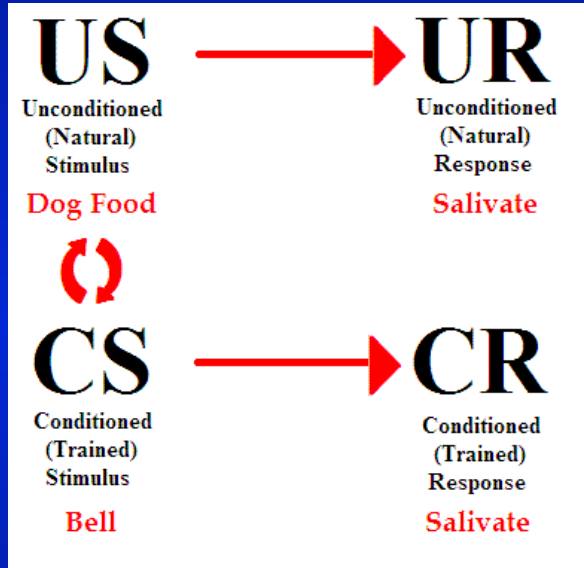 US
Unconditioned
(Natural)
Stimulus
Dog Food
UR
Unconditioned
(Natural)
Response
Salivate
CS
Conditioned
(Trained)
Stimulus
Bell
CR
Conditioned
(Trained)
Response
Salivate